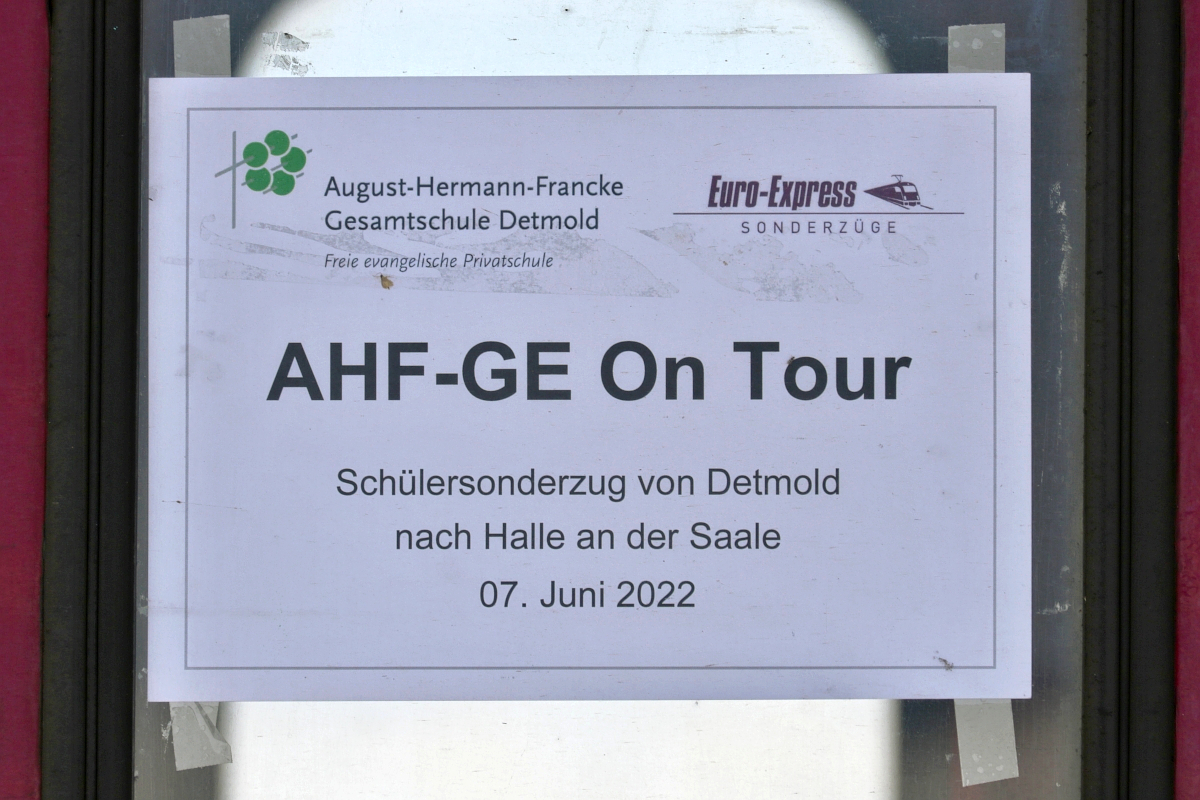 August-Hermann-Francke
Gesamtschule Detmold
Freie evangelische Privatschule
Euro-Express
SONDERZÜGE
AHF-GE On Tour
Schülersonderzug von Detmold
nach Halle an der Saale
07. Juni 2022